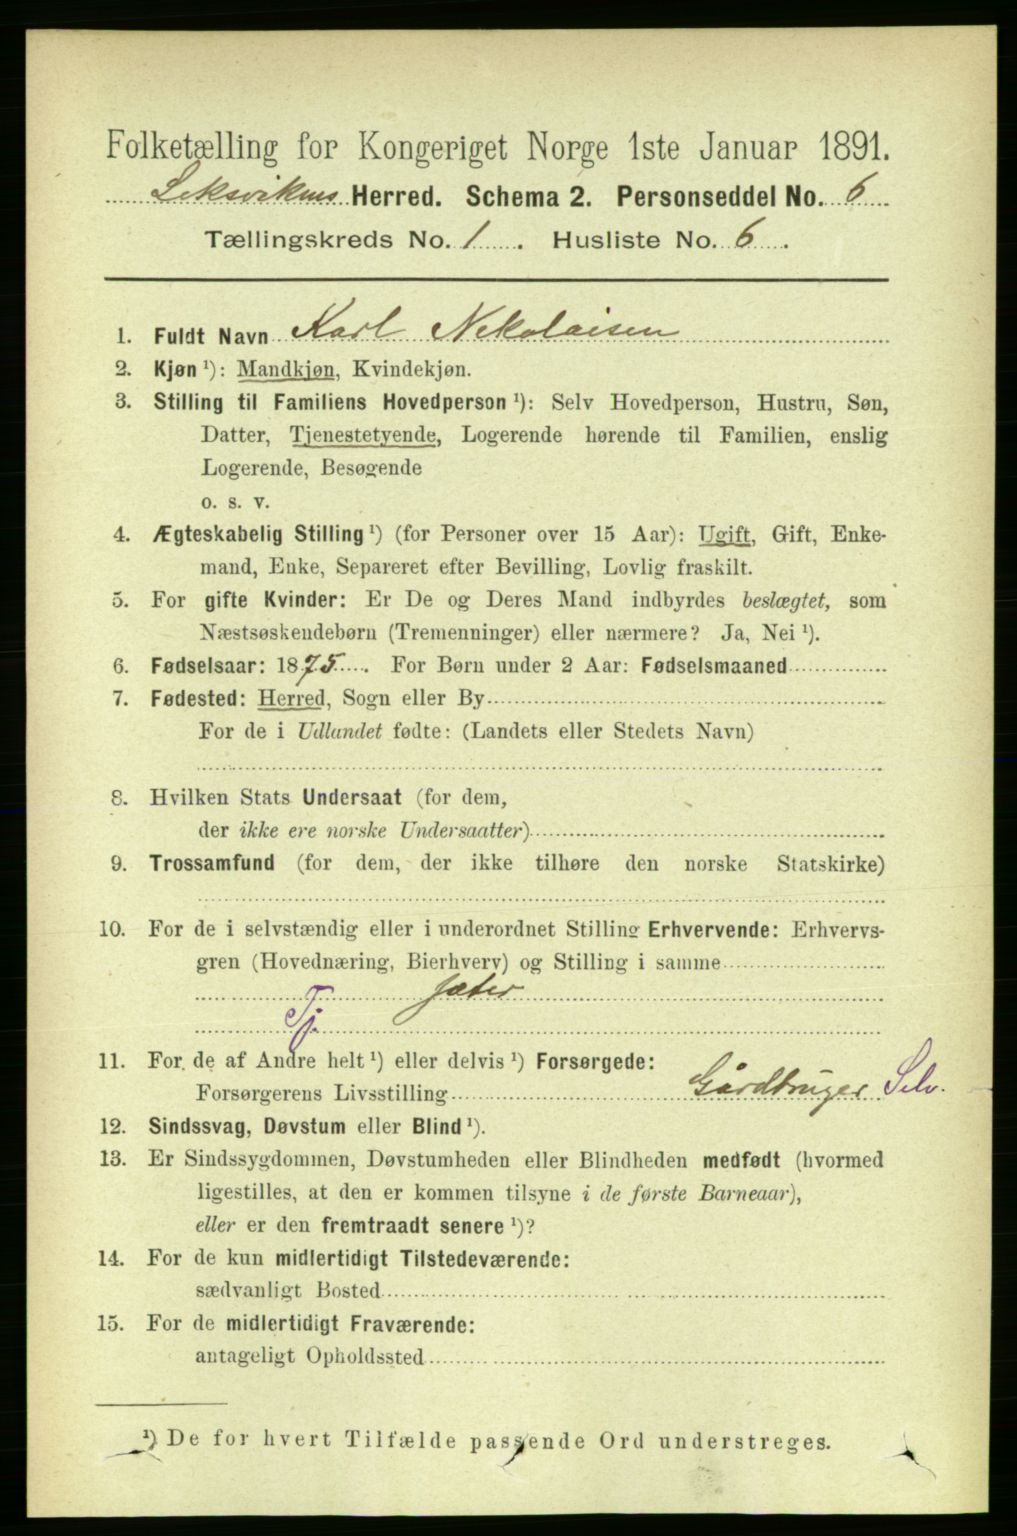 Folketælling for Kongeriget Norge 1ste Januar 1891.
Leksvikens Herred. Schema 2. Personseddel No. 6
Tællingskreds No. 1. Husliste No. 6.
1. Fuldt Navn Karl Nekolaisen
2. Kjøn ¹): Mandkjøn, Kvindekjøn.
3. Stilling til Familiens Hovedperson ¹): Selv Hovedperson, Hustru, Søn,
Datter, Tjenestetyende, Logerende hørende til Familien, enslig
Logerende, Besøgende
o. s. v.
4. Ægteskabelig Stilling ¹) (for Personer over 15 Aar): Ugift, Gift, Enke-
mand, Enke, Separeret efter Bevilling, Lovlig fraskilt.
5. For gifte Kvinder: Er De og Deres Mand indbyrdes beslægtet, som
Næstsøskendebørn (Tremenninger) eller nærmere? Ja, Nei ¹).
6. Fødselsaar: 1875. For Børn under 2 Aar: Fødselsmaaned
7. Fødested: Herred, Sogn eller By
For de i Udlandet fødte: (Landets eller Stedets Navn)
8. Hvilken Stats Undersaat (for dem,
der ikke ere norske Undersaatter)
9. Trossamfund (for dem, der ikke tilhøre den norske Statskirke)
10. For de i selvstændig eller i underordnet Stilling Erhvervende: Erhvervs-
gren (Hovednæring, Bierhverv) og Stilling i samme
Jæter
Tj.
11. For de af Andre helt ¹) eller delvis ¹) Forsørgede:
Forsørgerens Livsstilling Gårdbruger Selv.
12. Sindssvag, Døvstum eller Blind ¹).
13. Er Sindssygdommen, Døvstumheden eller Blindheden medfødt (hvormed
ligestilles, at den er kommen tilsyne i de første Barneaar),
eller er den fremtraadt senere ¹)?
14. For de kun midlertidigt Tilstedeværende:
sædvanligt Bosted
15. For de midlertidigt Fraværende:
antageligt Opholdssted
¹) De for hvert Tilfælde passende Ord understreges.